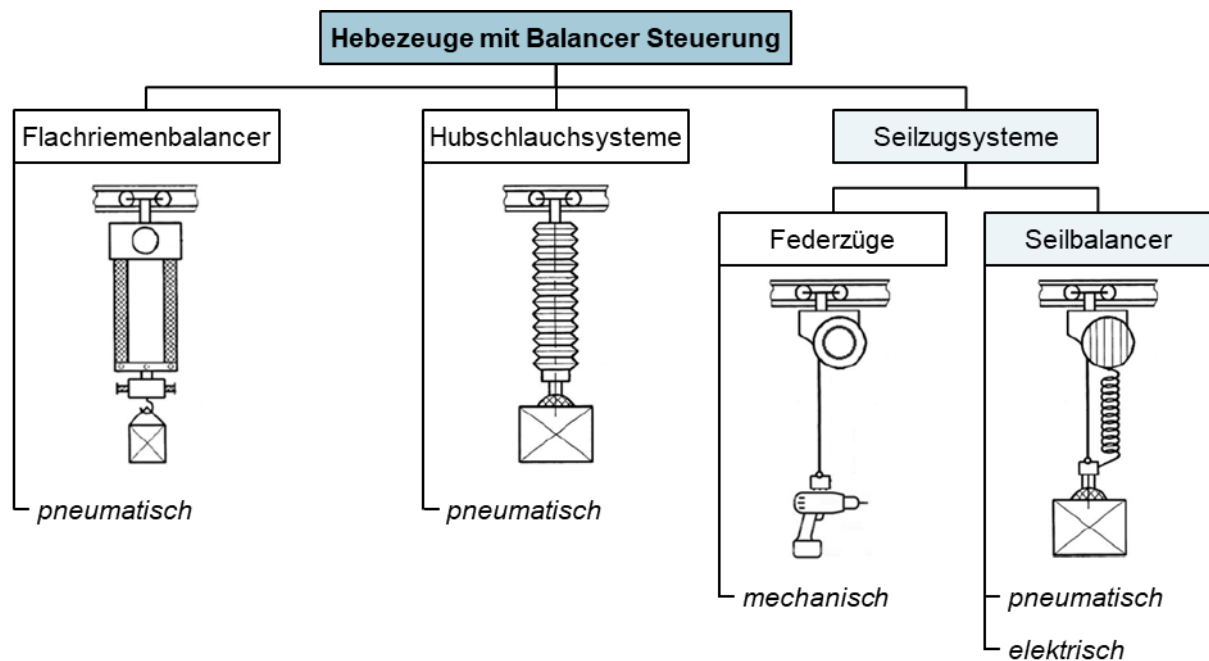 Hebezeuge mit Balancer Steuerung
Flachriemenbalancer
Hubschlauchsysteme
Seilzugsysteme
Federzüge
Seilbalancer
pneumatisch
pneumatisch
mechanisch
pneumatisch
elektrisch